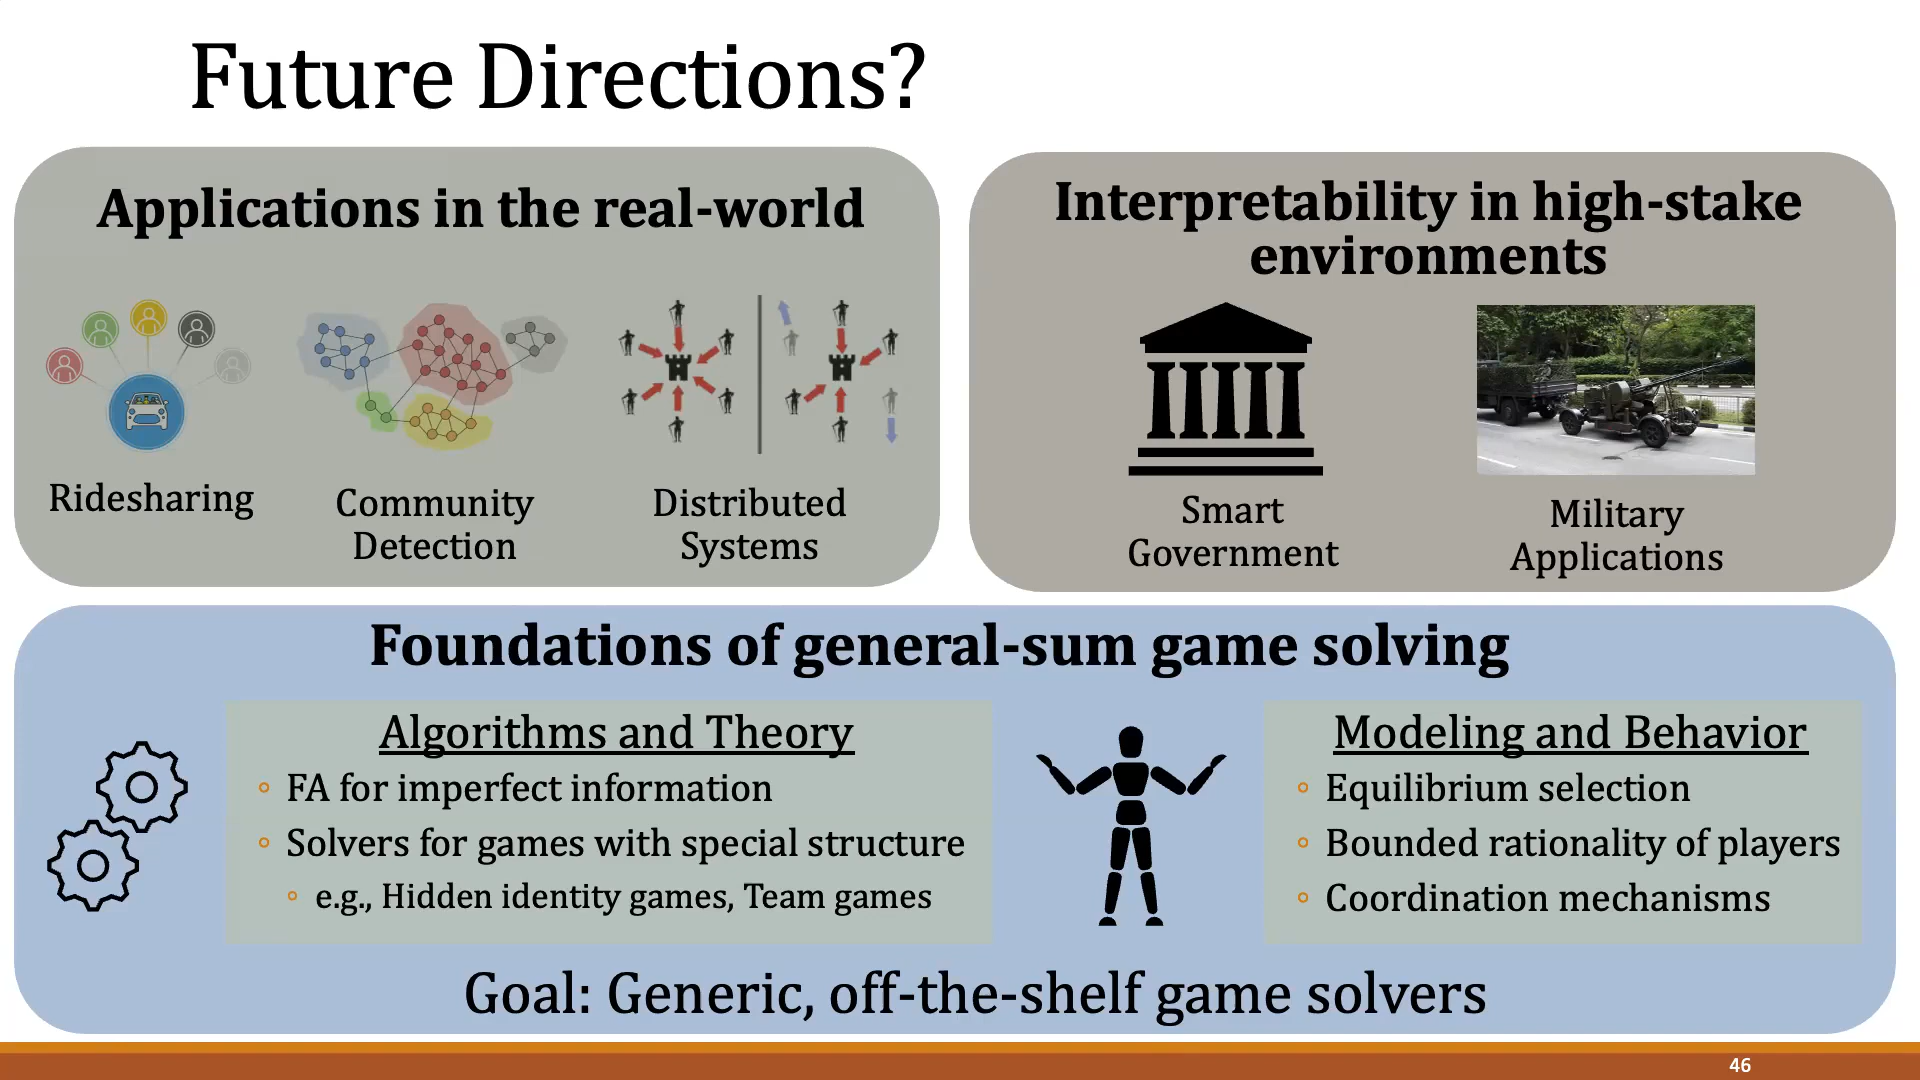 Future Directions?
Applications in the real-world
Ridesharing
Community
Detection
Distributed
Systems
Interpretability in high-stake
environments
Smart
Government
Military
Applications
Foundations of general-sum game solving
Algorithms and Theory
◦ FA for imperfect information
◦ Solvers for games with special structure
◦ e.g., Hidden identity games, Team games
Modeling and Behavior
◦ Equilibrium selection
◦ Bounded rationality of players
◦ Coordination mechanisms
Goal: Generic, off-the-shelf game solvers
46